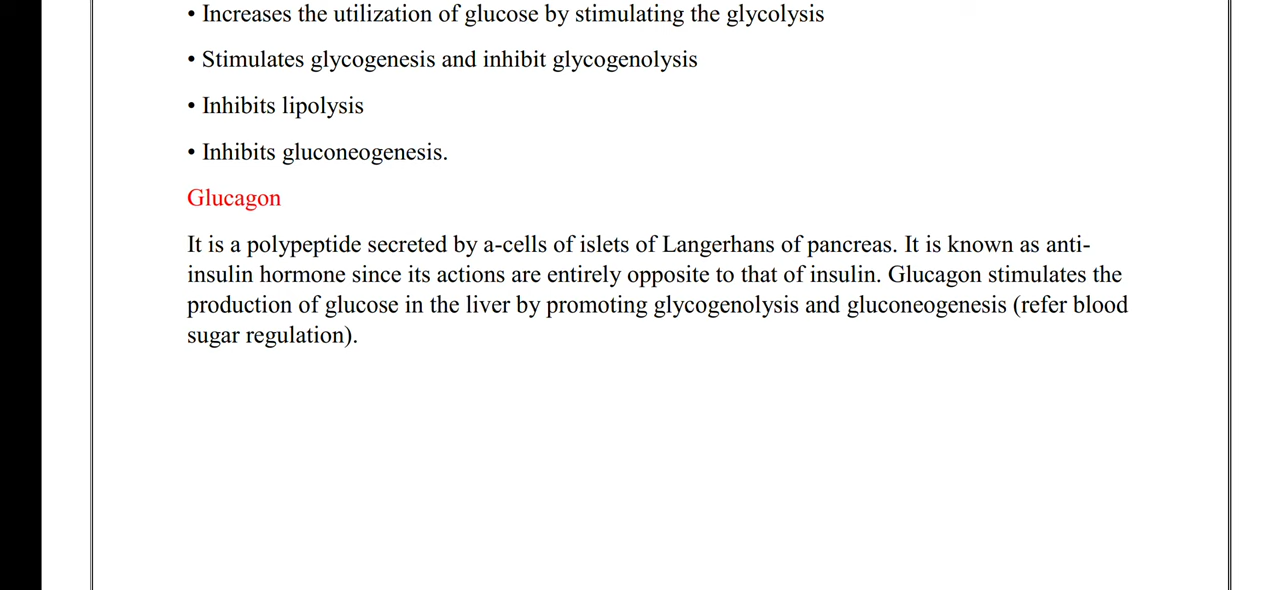 • Increases the utilization of glucose by stimulating the glycolysis
• Stimulates glycogenesis and inhibit glycogenolysis
• Inhibits lipolysis
• Inhibits gluconeogenesis.
Glucagon
It is a polypeptide secreted by a-cells of islets of Langerhans of pancreas. It is known as anti-
insulin hormone since its actions are entirely opposite to that of insulin. Glucagon stimulates the
production of glucose in the liver by promoting glycogenolysis and gluconeogenesis (refer blood
sugar regulation).